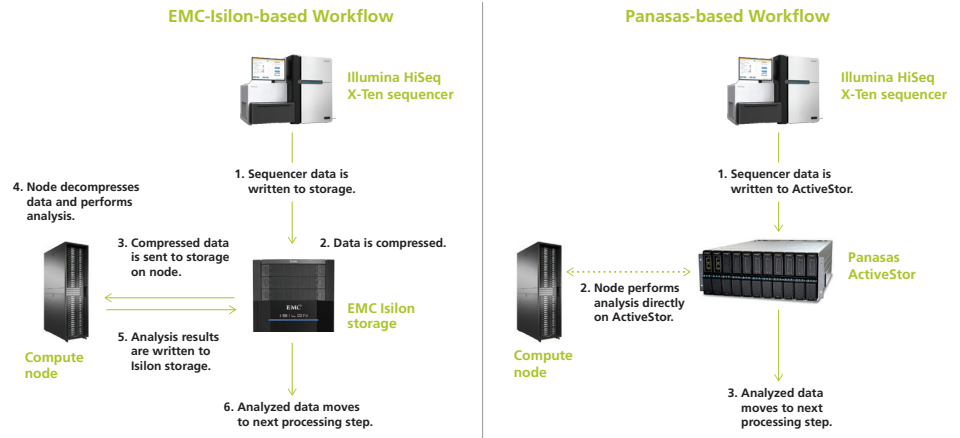 EMC-Isilon-based Workflow
Illumina HiSeq
X-Ten sequencer
1. Sequencer data is
written to storage.
4. Node decompresses
data and performs
analysis.
3. Compressed data
is sent to storage
on node.
2. Data is compressed.
EMC²
ISILON
EMC Isilon
storage
5. Analysis results
are written to
Isilon storage.
Compute
node
6. Analyzed data moves
to next processing step.
Panasas-based Workflow
Illumina HiSeq
X-Ten sequencer
1. Sequencer data is
written to ActiveStor.
Panasas
ActiveStor
2. Node performs
analysis directly
on ActiveStor.
Compute
node
3. Analyzed data
moves to next
processing step.